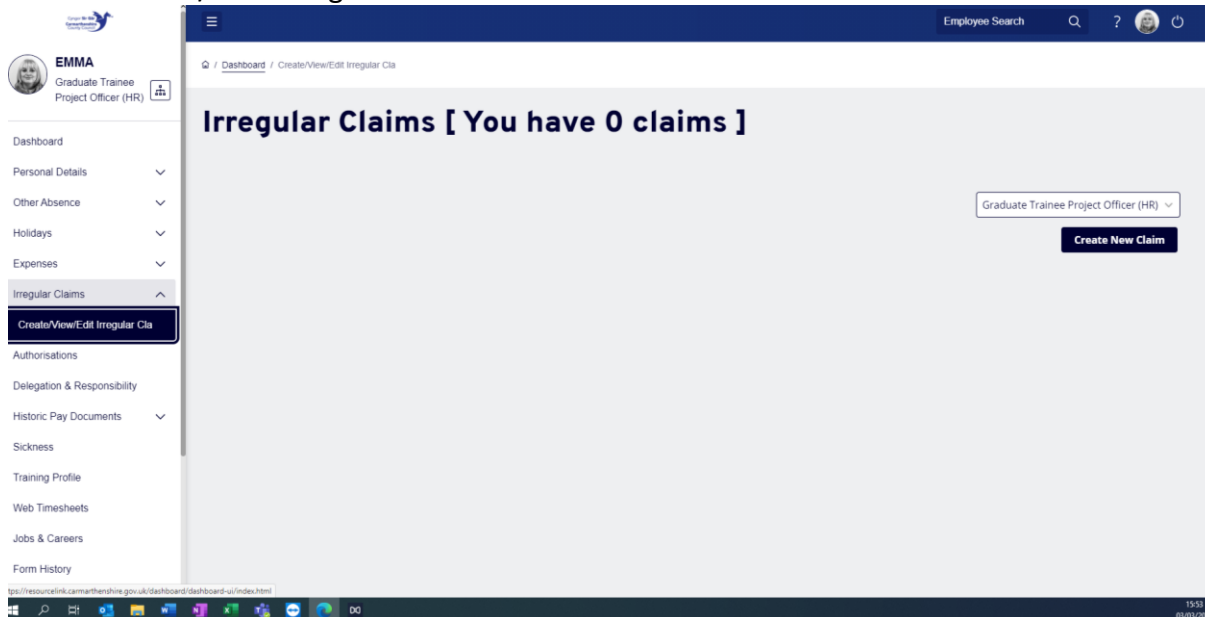 Employee Search
?
EMMA
Graduate Trainee
Project Officer (HR)
/ Dashboard / Create/View/Edit Irregular Cla
Irregular Claims [ You have 0 claims ]
Dashboard
Personal Details
Other Absence
Holidays
Expenses
Irregular Claims
Create/View/Edit Irregular Cla
Authorisations
Delegation & Responsibility
Historic Pay Documents
Sickness
Training Profile
Web Timesheets
Jobs & Careers
Form History
Graduate Trainee Project Officer (HR)
Create New Claim
tps://resourcelink.carmarthenshire.gov.uk/dashboard/dashboard-ui/index.html
15:53
03/03/20